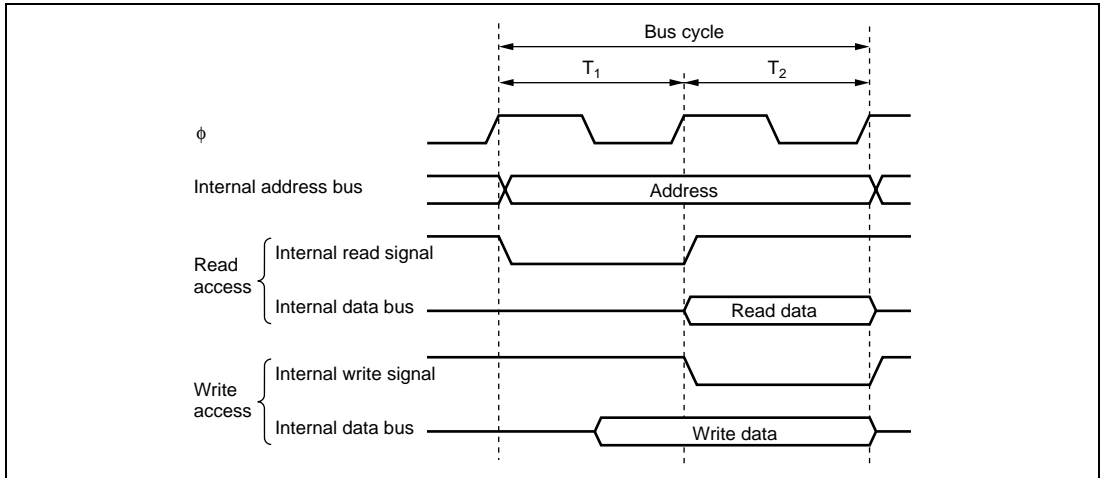 Bus cycle
T₁ T₂
ϕ
Internal address bus
Address
Read access
Internal read signal
Internal data bus
Read data
Write access
Internal write signal
Internal data bus
Write data